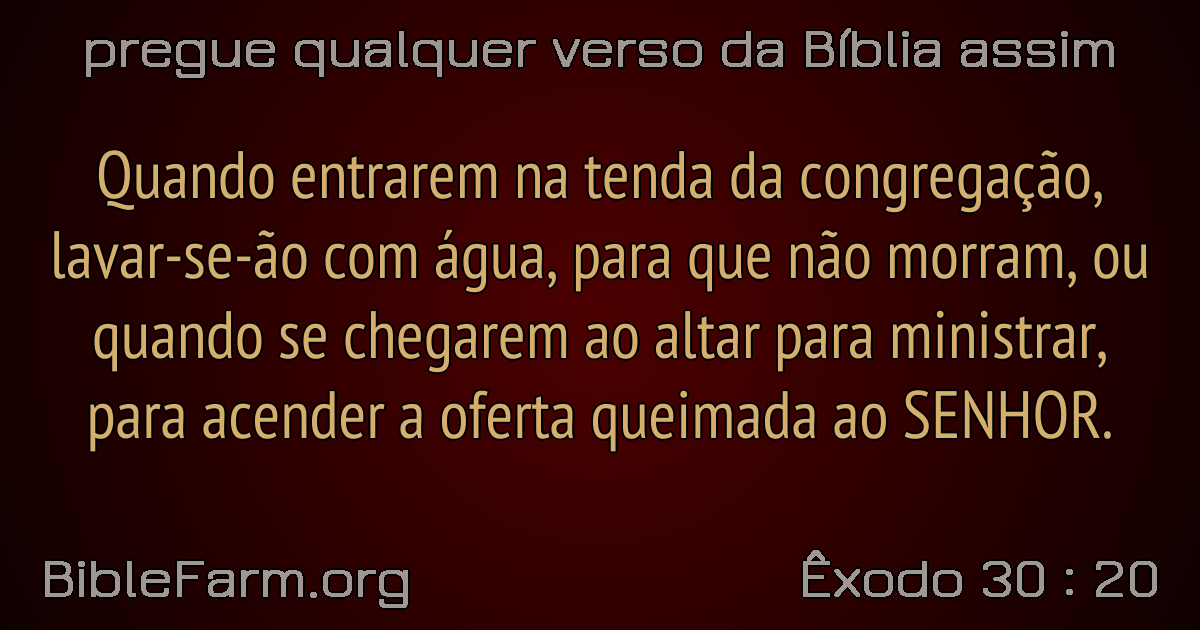 pregue qualquer verso da Bíblia assim
Quando entrarem na tenda da congregação,
lavar-se-ão com água, para que não morram, ou
quando se chegarem ao altar para ministrar,
para acender a oferta queimada ao SENHOR.
BibleFarm.org
Êxodo 30 : 20